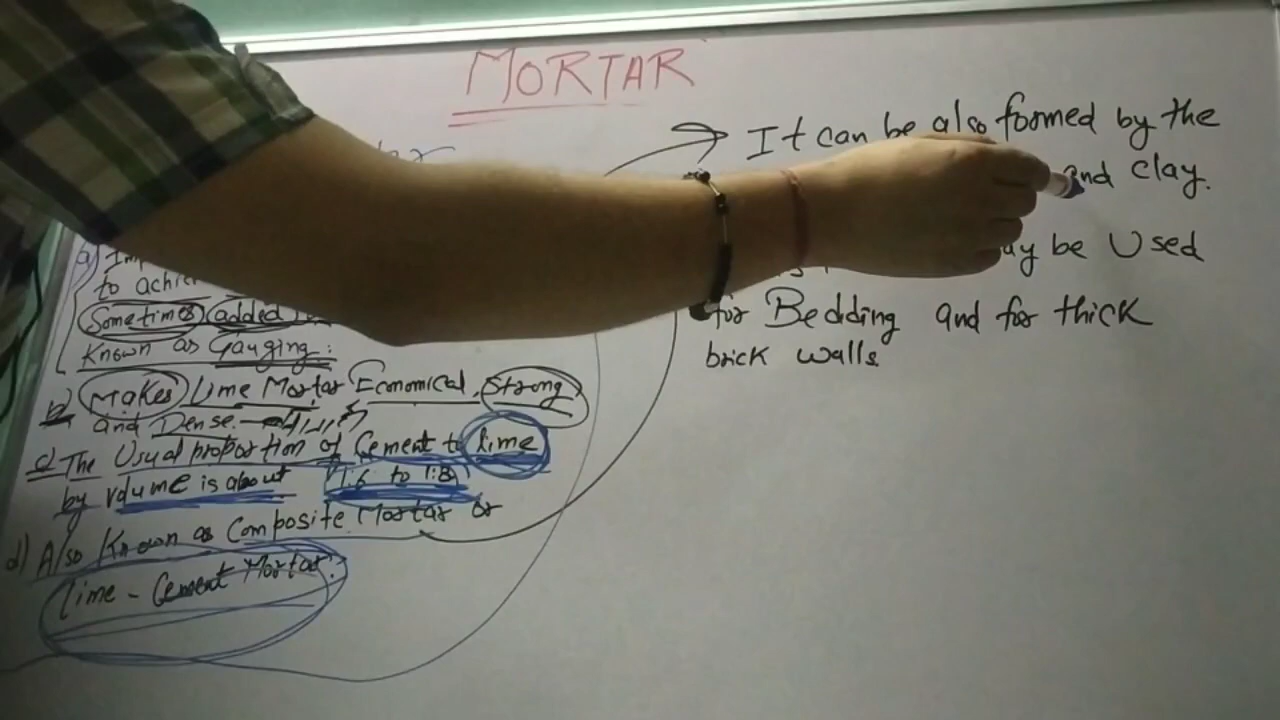 MORTAR
a)
to achie
Sometimes added
Known as Gauging:
b) Makes Lime Mortar Economical, Strong
and Dense.
c) The Usual proportion of Cement to lime
by volume is about 1:6 to 1:8
d) Also Known as Composite Mortar or
Lime - Cement Mortar.
It can be also formed by the
and clay.
ay be Used
for Bedding and for thick
brick walls